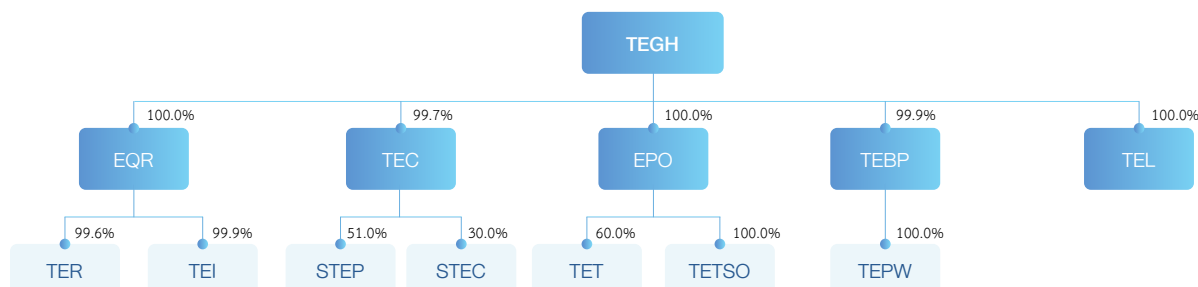 TEGH
100.0%
99.7%
100.0%
99.9%
100.0%
EQR
TEC
EPO
TEBP
TEL
99.6%
99.9%
51.0%
30.0%
60.0%
100.0%
100.0%
TER
TEI
STEP
STEC
TET
TETSO
TEPW